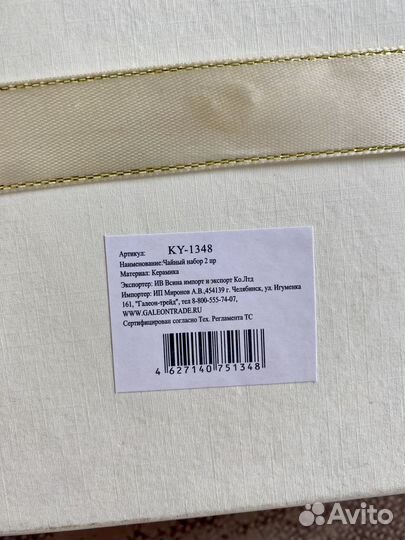 Артикул: KY-1348
Наименование:Чайный набор 2 пр
Материал: Керамика
Экспортер: ИВ Всина импорт и экспорт Ко.Лтд
Импортер: ИП Миронов А.В.,454139 г. Челябинск, ул. Игуменка
161, "Галеон-трейд", тел 8-800-555-74-07,
WWW.GALEONTRADE.RU
Сертифицирован согласно Тех. Регламента ТС
4 627140 751348
Avito